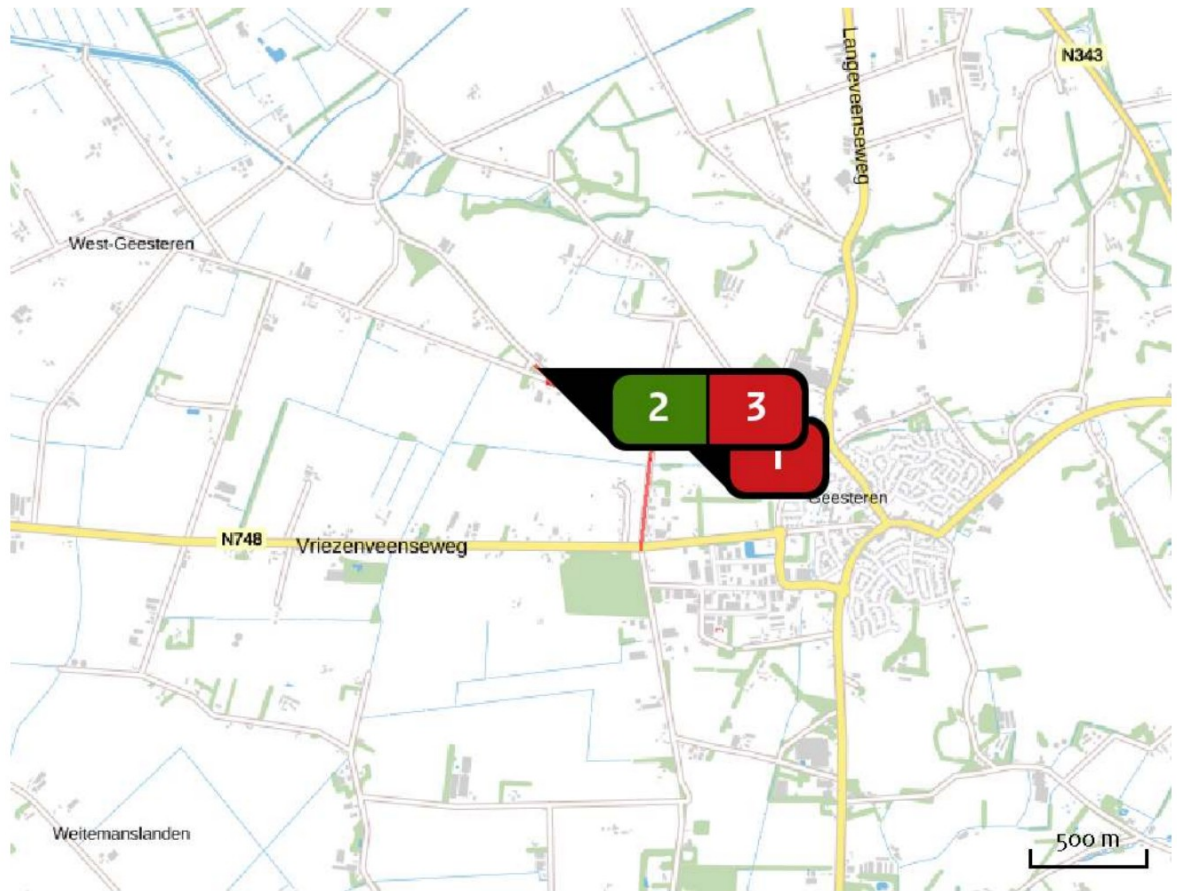 N343
Langeveenseweg
West-Geesteren
2 3
1
Geesteren
N748
Vriezenveenseweg
Weitemanslanden
500 m